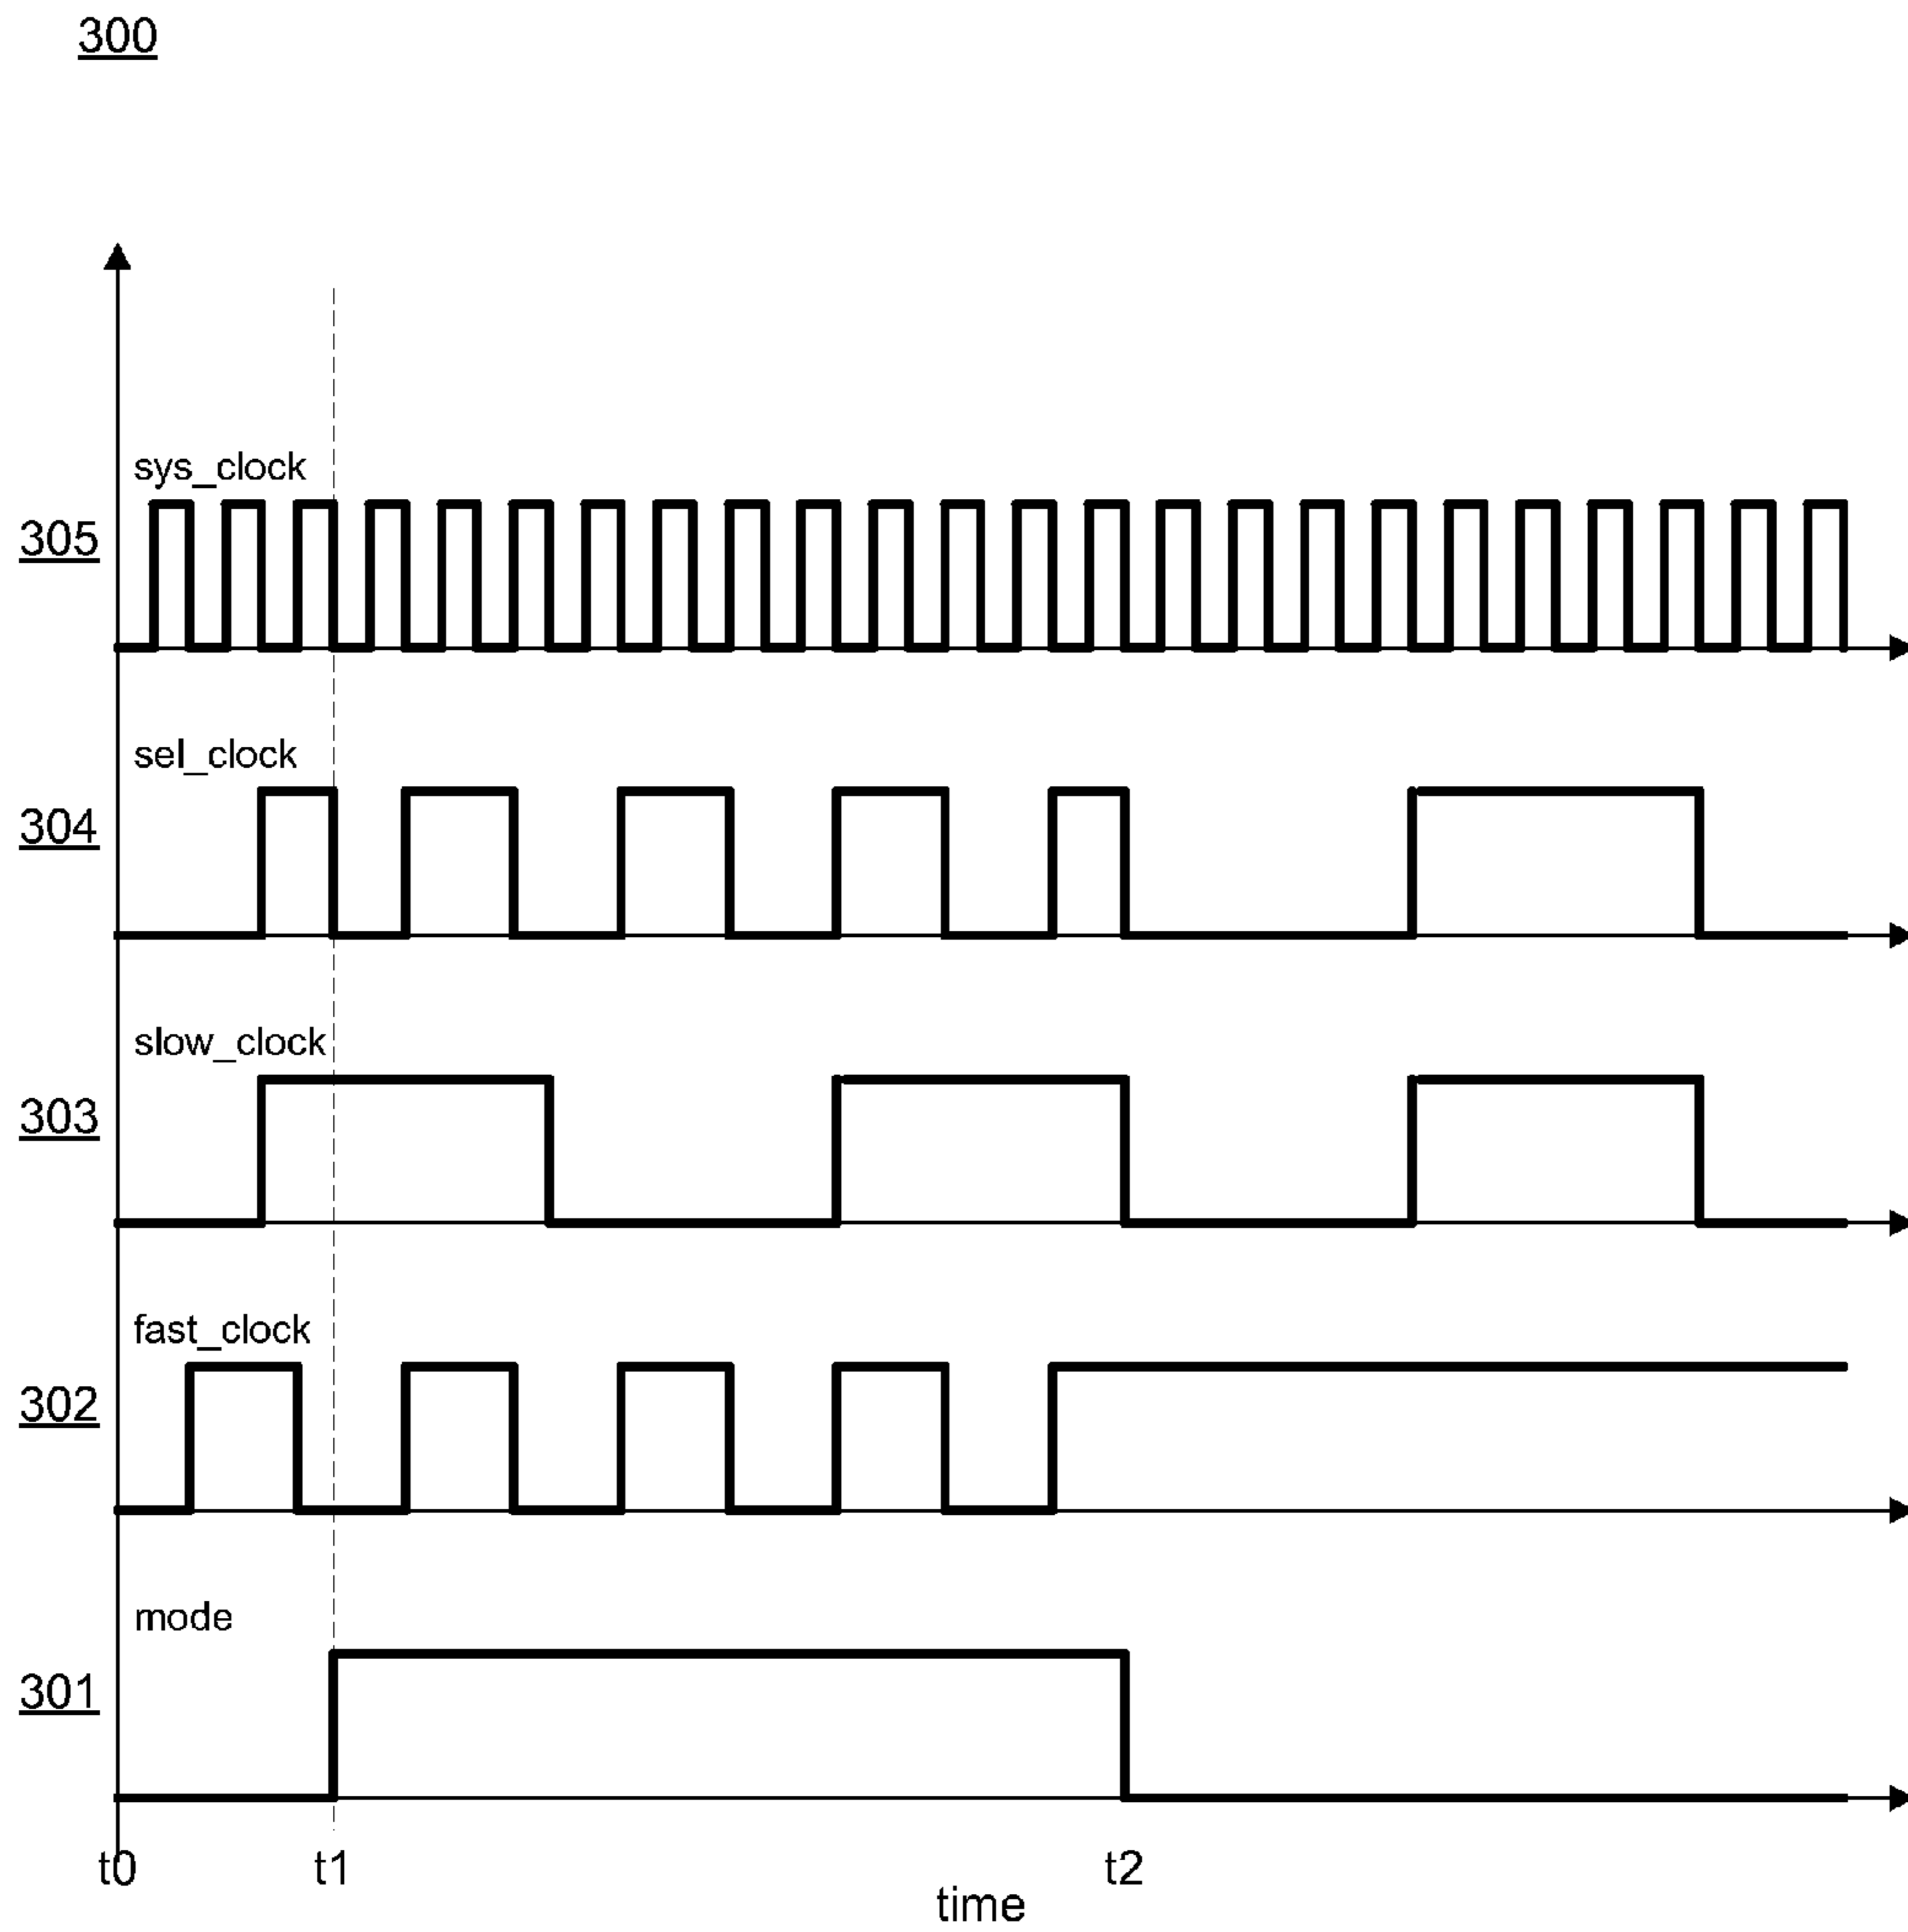 300
sys_clock
305
sel_clock
304
slow_clock
303
fast_clock
302
mode
301
t0 t1 t2
time